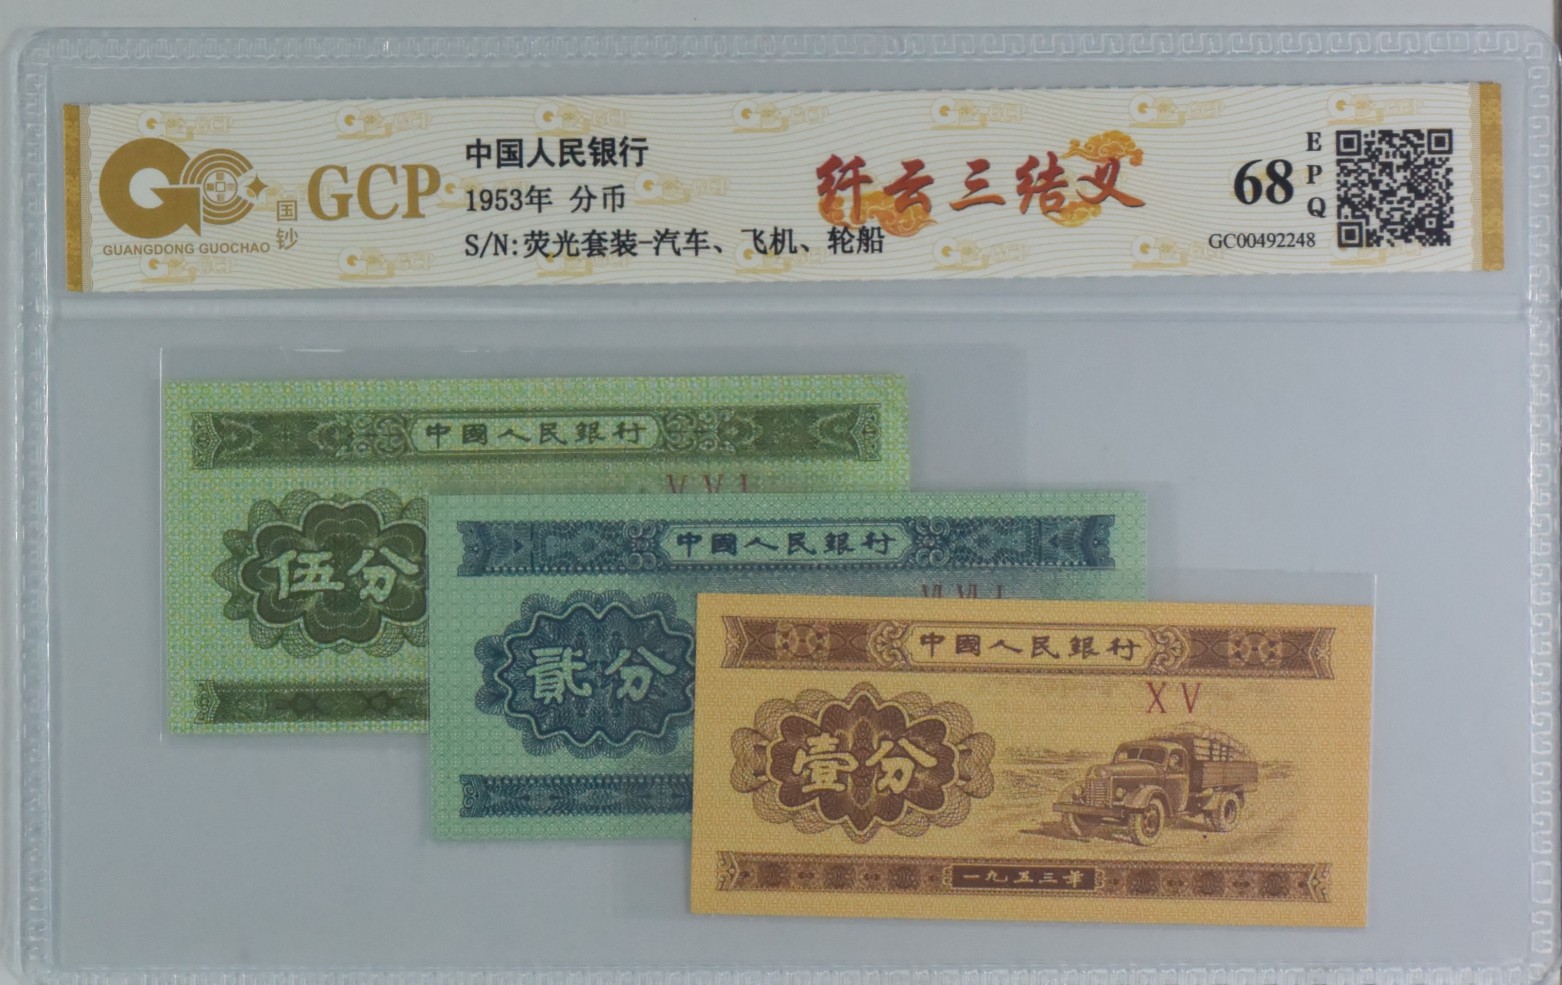 GUANGDONG GUOCHAO
国钞
GCP
中国人民银行
1953年 分币
S/N:荧光套装-汽车、飞机、轮船
纤云三结义
68
EPQ
GC00492248
中國人民銀行
V V I
伍分
中國人民銀行
VI VI I
貳分
中國人民銀行
X V
壹分
一九五三年